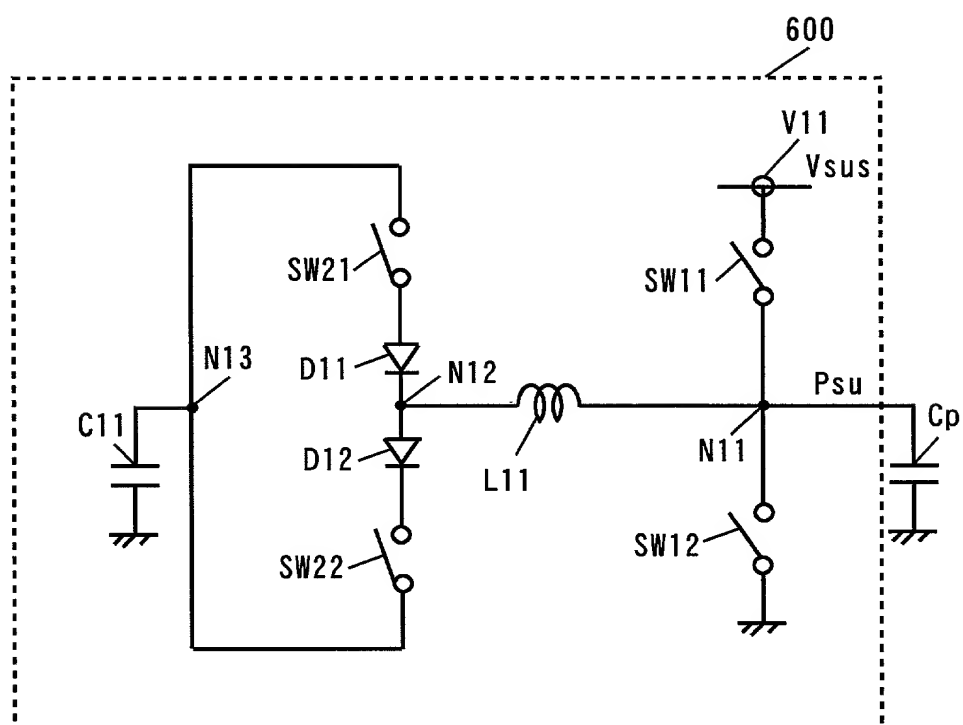 600
V11
Vsus
SW21
SW11
D11
N12
N13
Psu
C11
Cp
D12
L11
N11
SW22
SW12